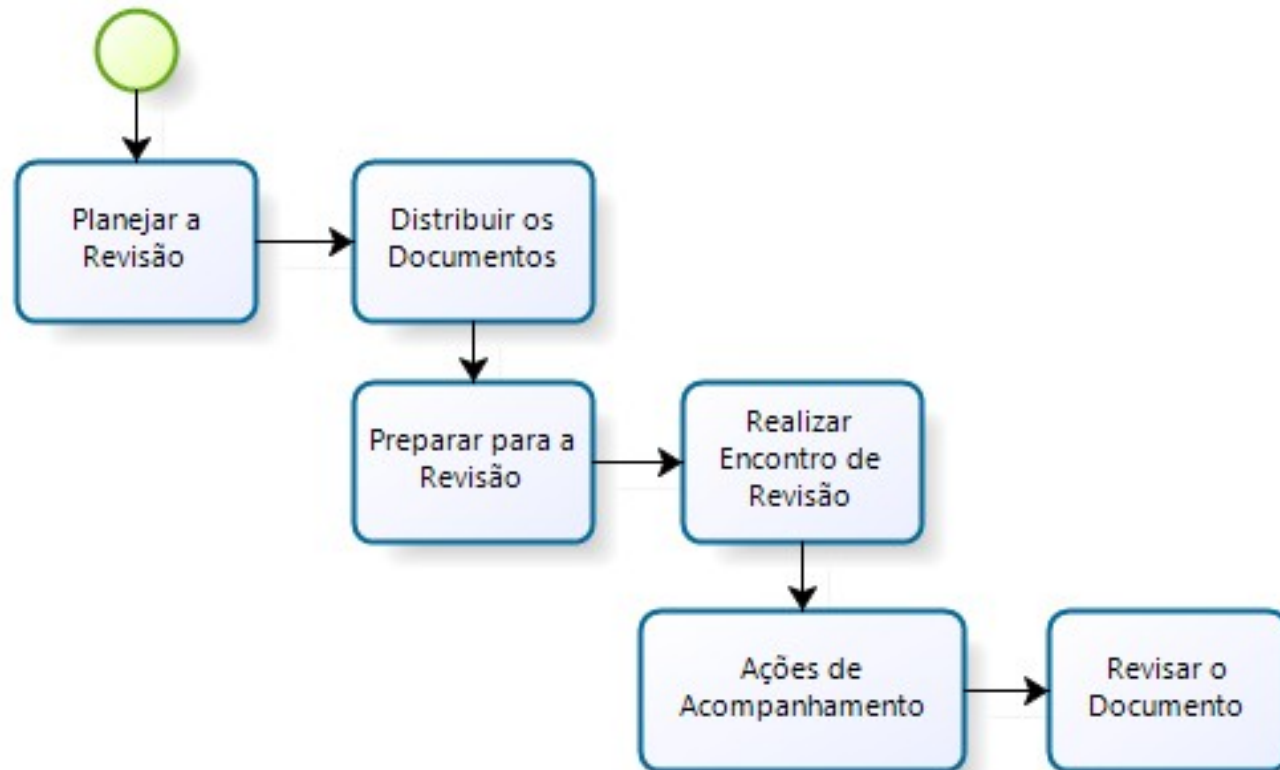 Planejar a
Revisão
Distribuir os
Documentos
Preparar para a
Revisão
Realizar
Encontro de
Revisão
Ações de
Acompanhamento
Revisar o
Documento